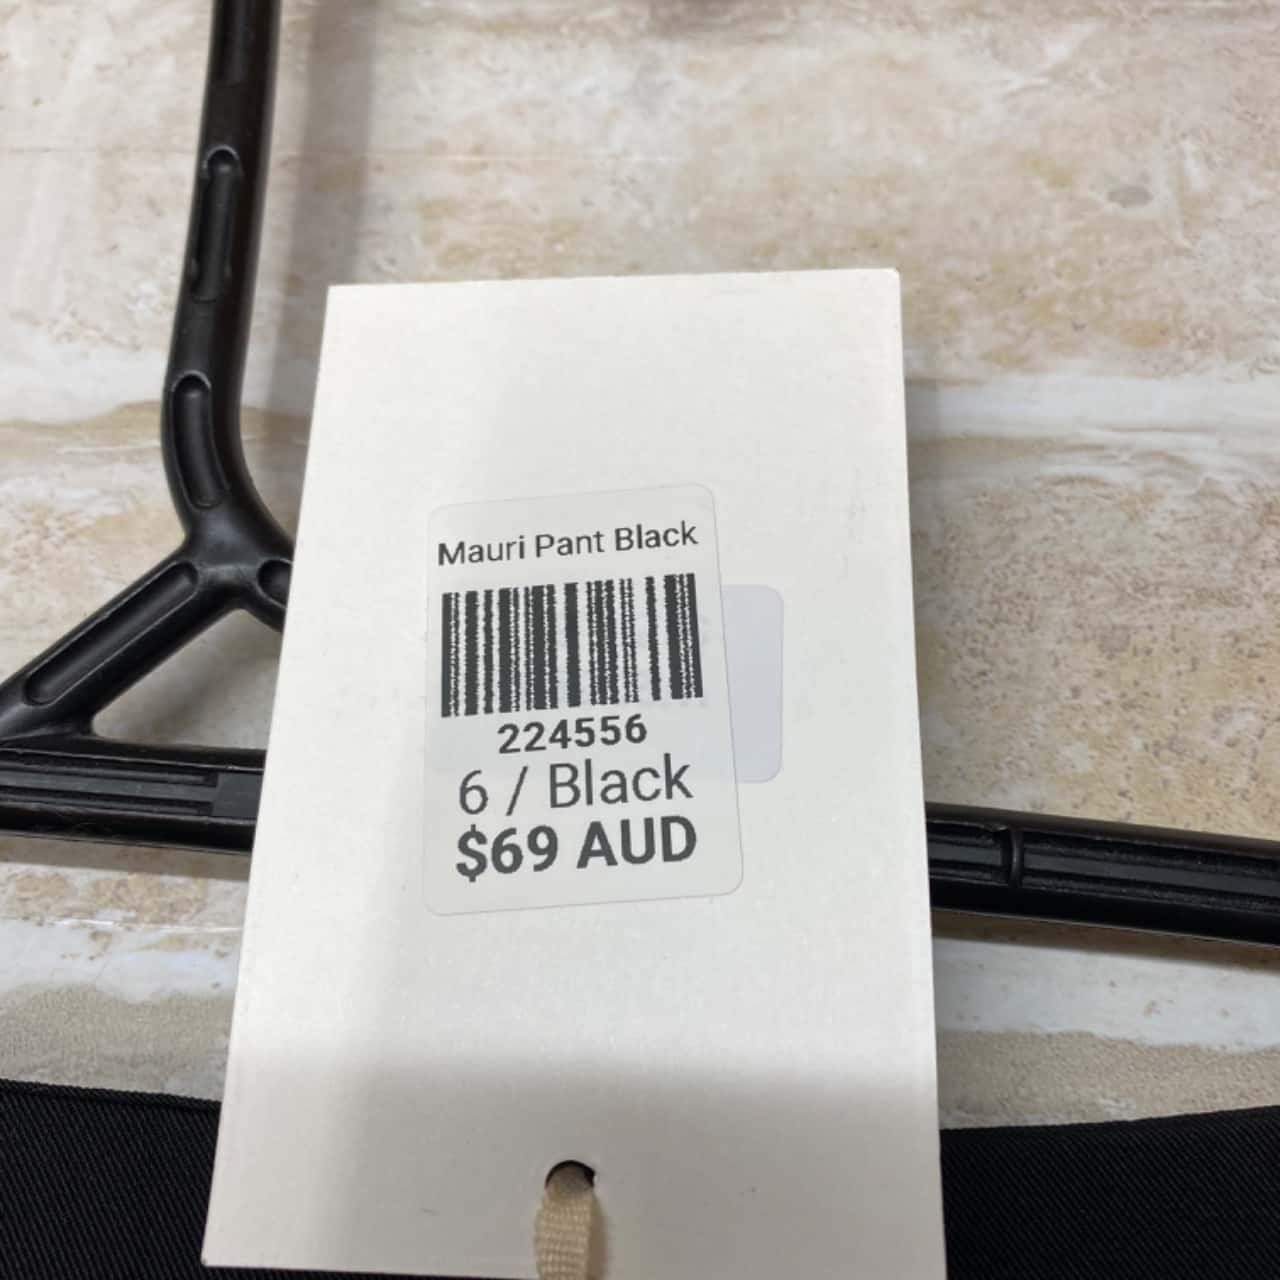 Mauri Pant Black
224556
6 / Black
$69 AUD